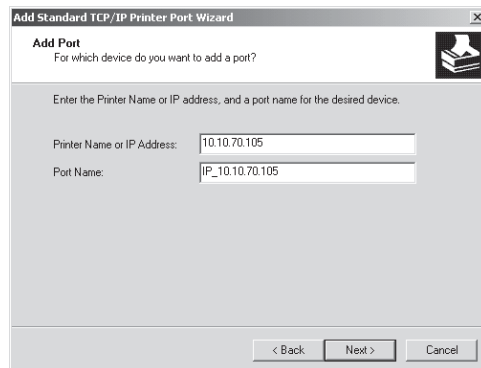 Add Standard TCP/IP Printer Port Wizard
Add Port
For which device do you want to add a port?
Enter the Printer Name or IP address, and a port name for the desired device.
Printer Name or IP Address: 10.10.70.105
Port Name: IP_10.10.70.105
< Back Next > Cancel